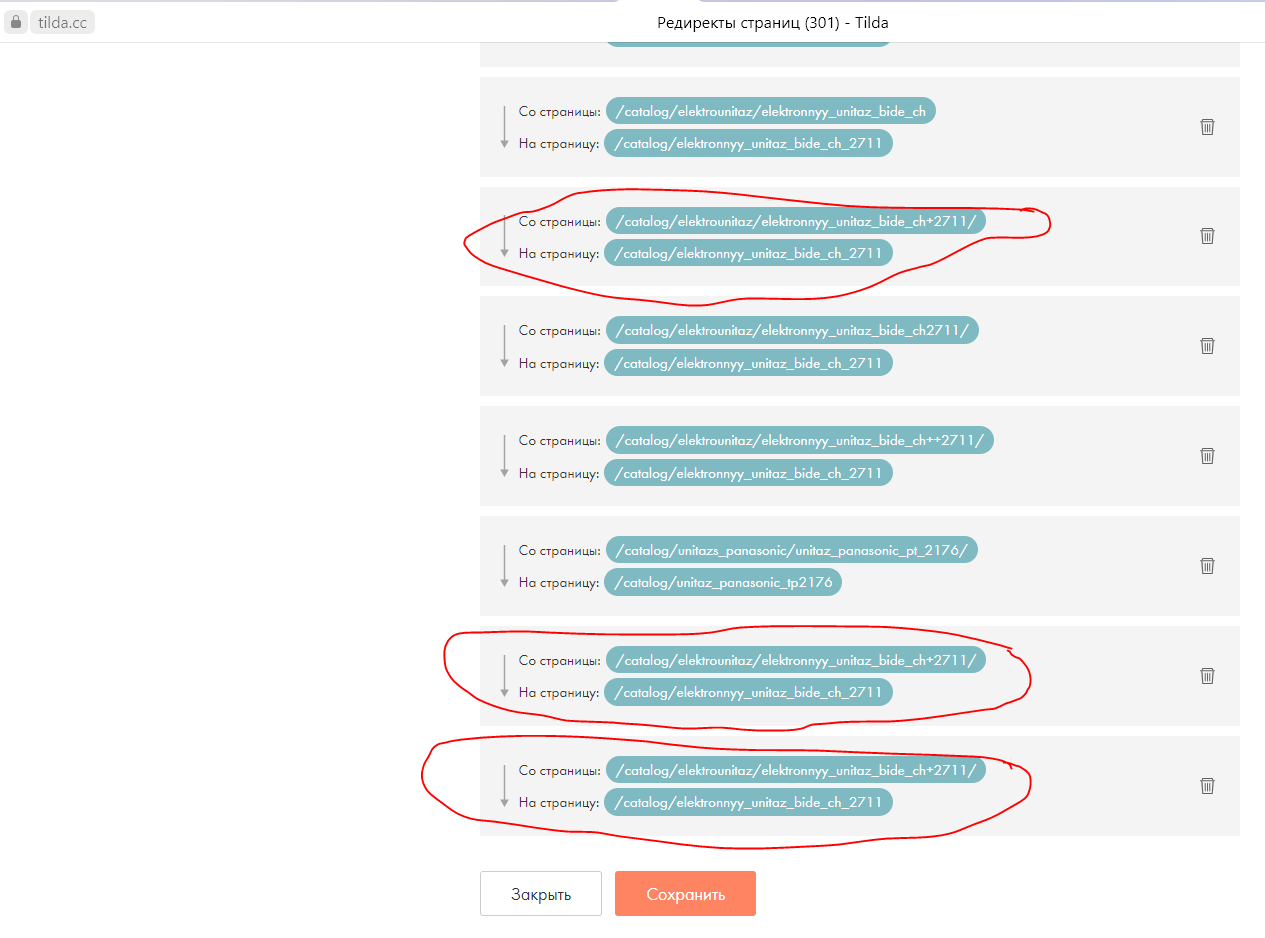 tilda.cc
Редиректы страниц (301) - Tilda
Со страницы: /catalog/elektrounitaz/elektronnyy_unitaz_bide_ch
На страницу: /catalog/elektronnyy_unitaz_bide_ch_2711
Со страницы: /catalog/elektrounitaz/elektronnyy_unitaz_bide_ch+2711/
На страницу: /catalog/elektronnyy_unitaz_bide_ch_2711
Со страницы: /catalog/elektrounitaz/elektronnyy_unitaz_bide_ch2711/
На страницу: /catalog/elektronnyy_unitaz_bide_ch_2711
Со страницы: /catalog/elektrounitaz/elektronnyy_unitaz_bide_ch++2711/
На страницу: /catalog/elektronnyy_unitaz_bide_ch_2711
Со страницы: /catalog/unitazs_panasonic/unitaz_panasonic_pt_2176/
На страницу: /catalog/unitaz_panasonic_tp2176
Со страницы: /catalog/elektrounitaz/elektronnyy_unitaz_bide_ch+2711/
На страницу: /catalog/elektronnyy_unitaz_bide_ch_2711
Со страницы: /catalog/elektrounitaz/elektronnyy_unitaz_bide_ch+2711/
На страницу: /catalog/elektronnyy_unitaz_bide_ch_2711
Закрыть Сохранить